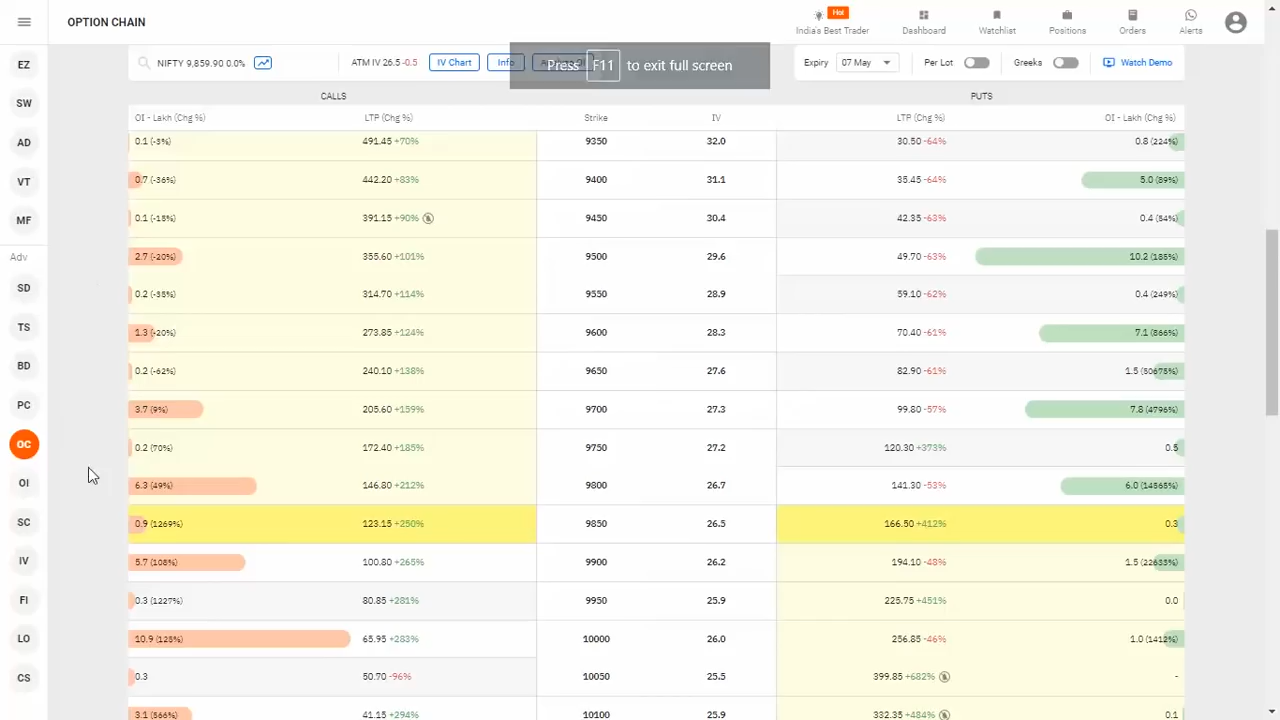 OPTION CHAIN
Hot
India's Best Trader
Dashboard
Watchlist
Positions
Orders
Alerts
EZ
SW
AD
VT
MF
Adv
SD
TS
BD
PC
OC
OI
SC
IV
FI
LO
CS
NIFTY 9,859.90 0.0%
ATM IV 26.5 -0.5
IV Chart
Info
Press F11 to exit full screen
Expiry 07 May
Per Lot
Greeks
Watch Demo
CALLS PUTS
OI - Lakh (Chg %) LTP (Chg %) Strike IV LTP (Chg %) OI - Lakh (Chg %)
0.1 (-3%) 491.45 +70% 9350 32.0 30.50 -64% 0.8 (224%)
0.7 (-36%) 442.20 +83% 9400 31.1 35.45 -64% 5.0 (89%)
0.1 (-18%) 391.15 +90% 9450 30.4 42.35 -63% 0.4 (84%)
2.7 (-20%) 355.60 +101% 9500 29.6 49.70 -63% 10.2 (185%)
0.2 (-35%) 314.70 +114% 9550 28.9 59.10 -62% 0.4 (249%)
1.3 (-20%) 273.85 +124% 9600 28.3 70.40 -61% 7.1 (866%)
0.2 (-62%) 240.10 +138% 9650 27.6 82.90 -61% 1.5 (50675%)
3.7 (9%) 205.60 +159% 9700 27.3 99.80 -57% 7.8 (4796%)
0.2 (70%) 172.40 +185% 9750 27.2 120.30 +373% 0.5
6.3 (49%) 146.80 +212% 9800 26.7 141.30 -53% 6.0 (14565%)
0.9 (1269%) 123.15 +250% 9850 26.5 166.50 +412% 0.3
5.7 (108%) 100.80 +265% 9900 26.2 194.10 -48% 1.5 (22633%)
0.3 (1227%) 80.85 +281% 9950 25.9 225.75 +451% 0.0
10.9 (125%) 65.95 +283% 10000 26.0 256.85 -46% 1.0 (1412%)
0.3 50.70 -96% 10050 25.5 399.85 +682% -
3.1 (566%) 41.15 +294% 10100 25.9 332.35 +484% 0.1